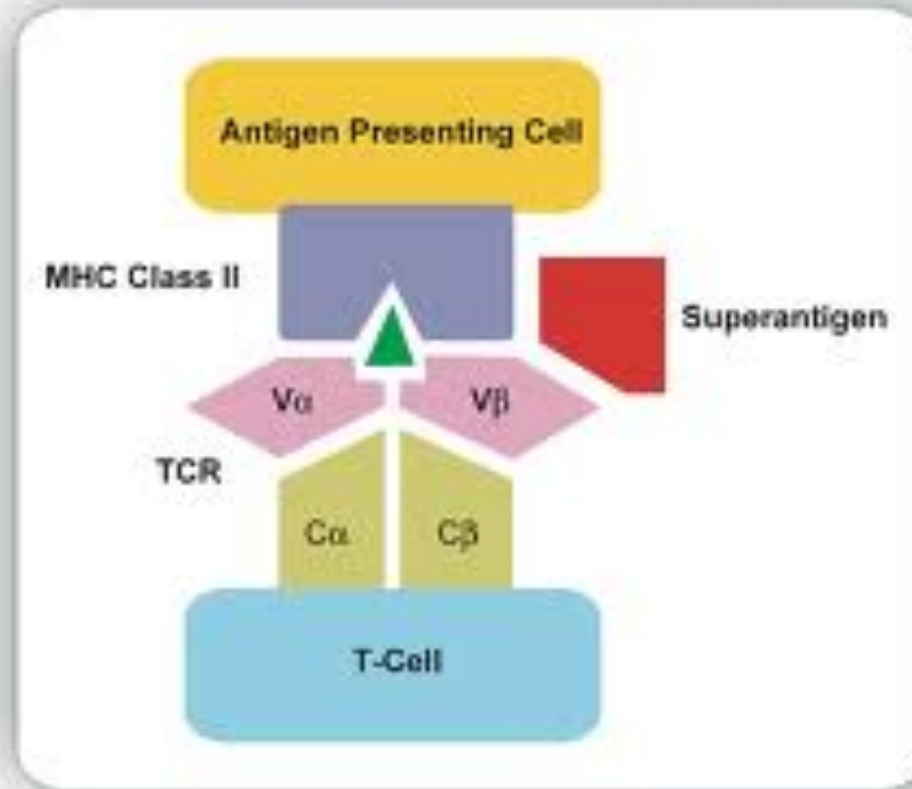 Antigen Presenting Cell
MHC Class II
Superantigen
Vα
Vβ
TCR
Cα
Cβ
T-Cell